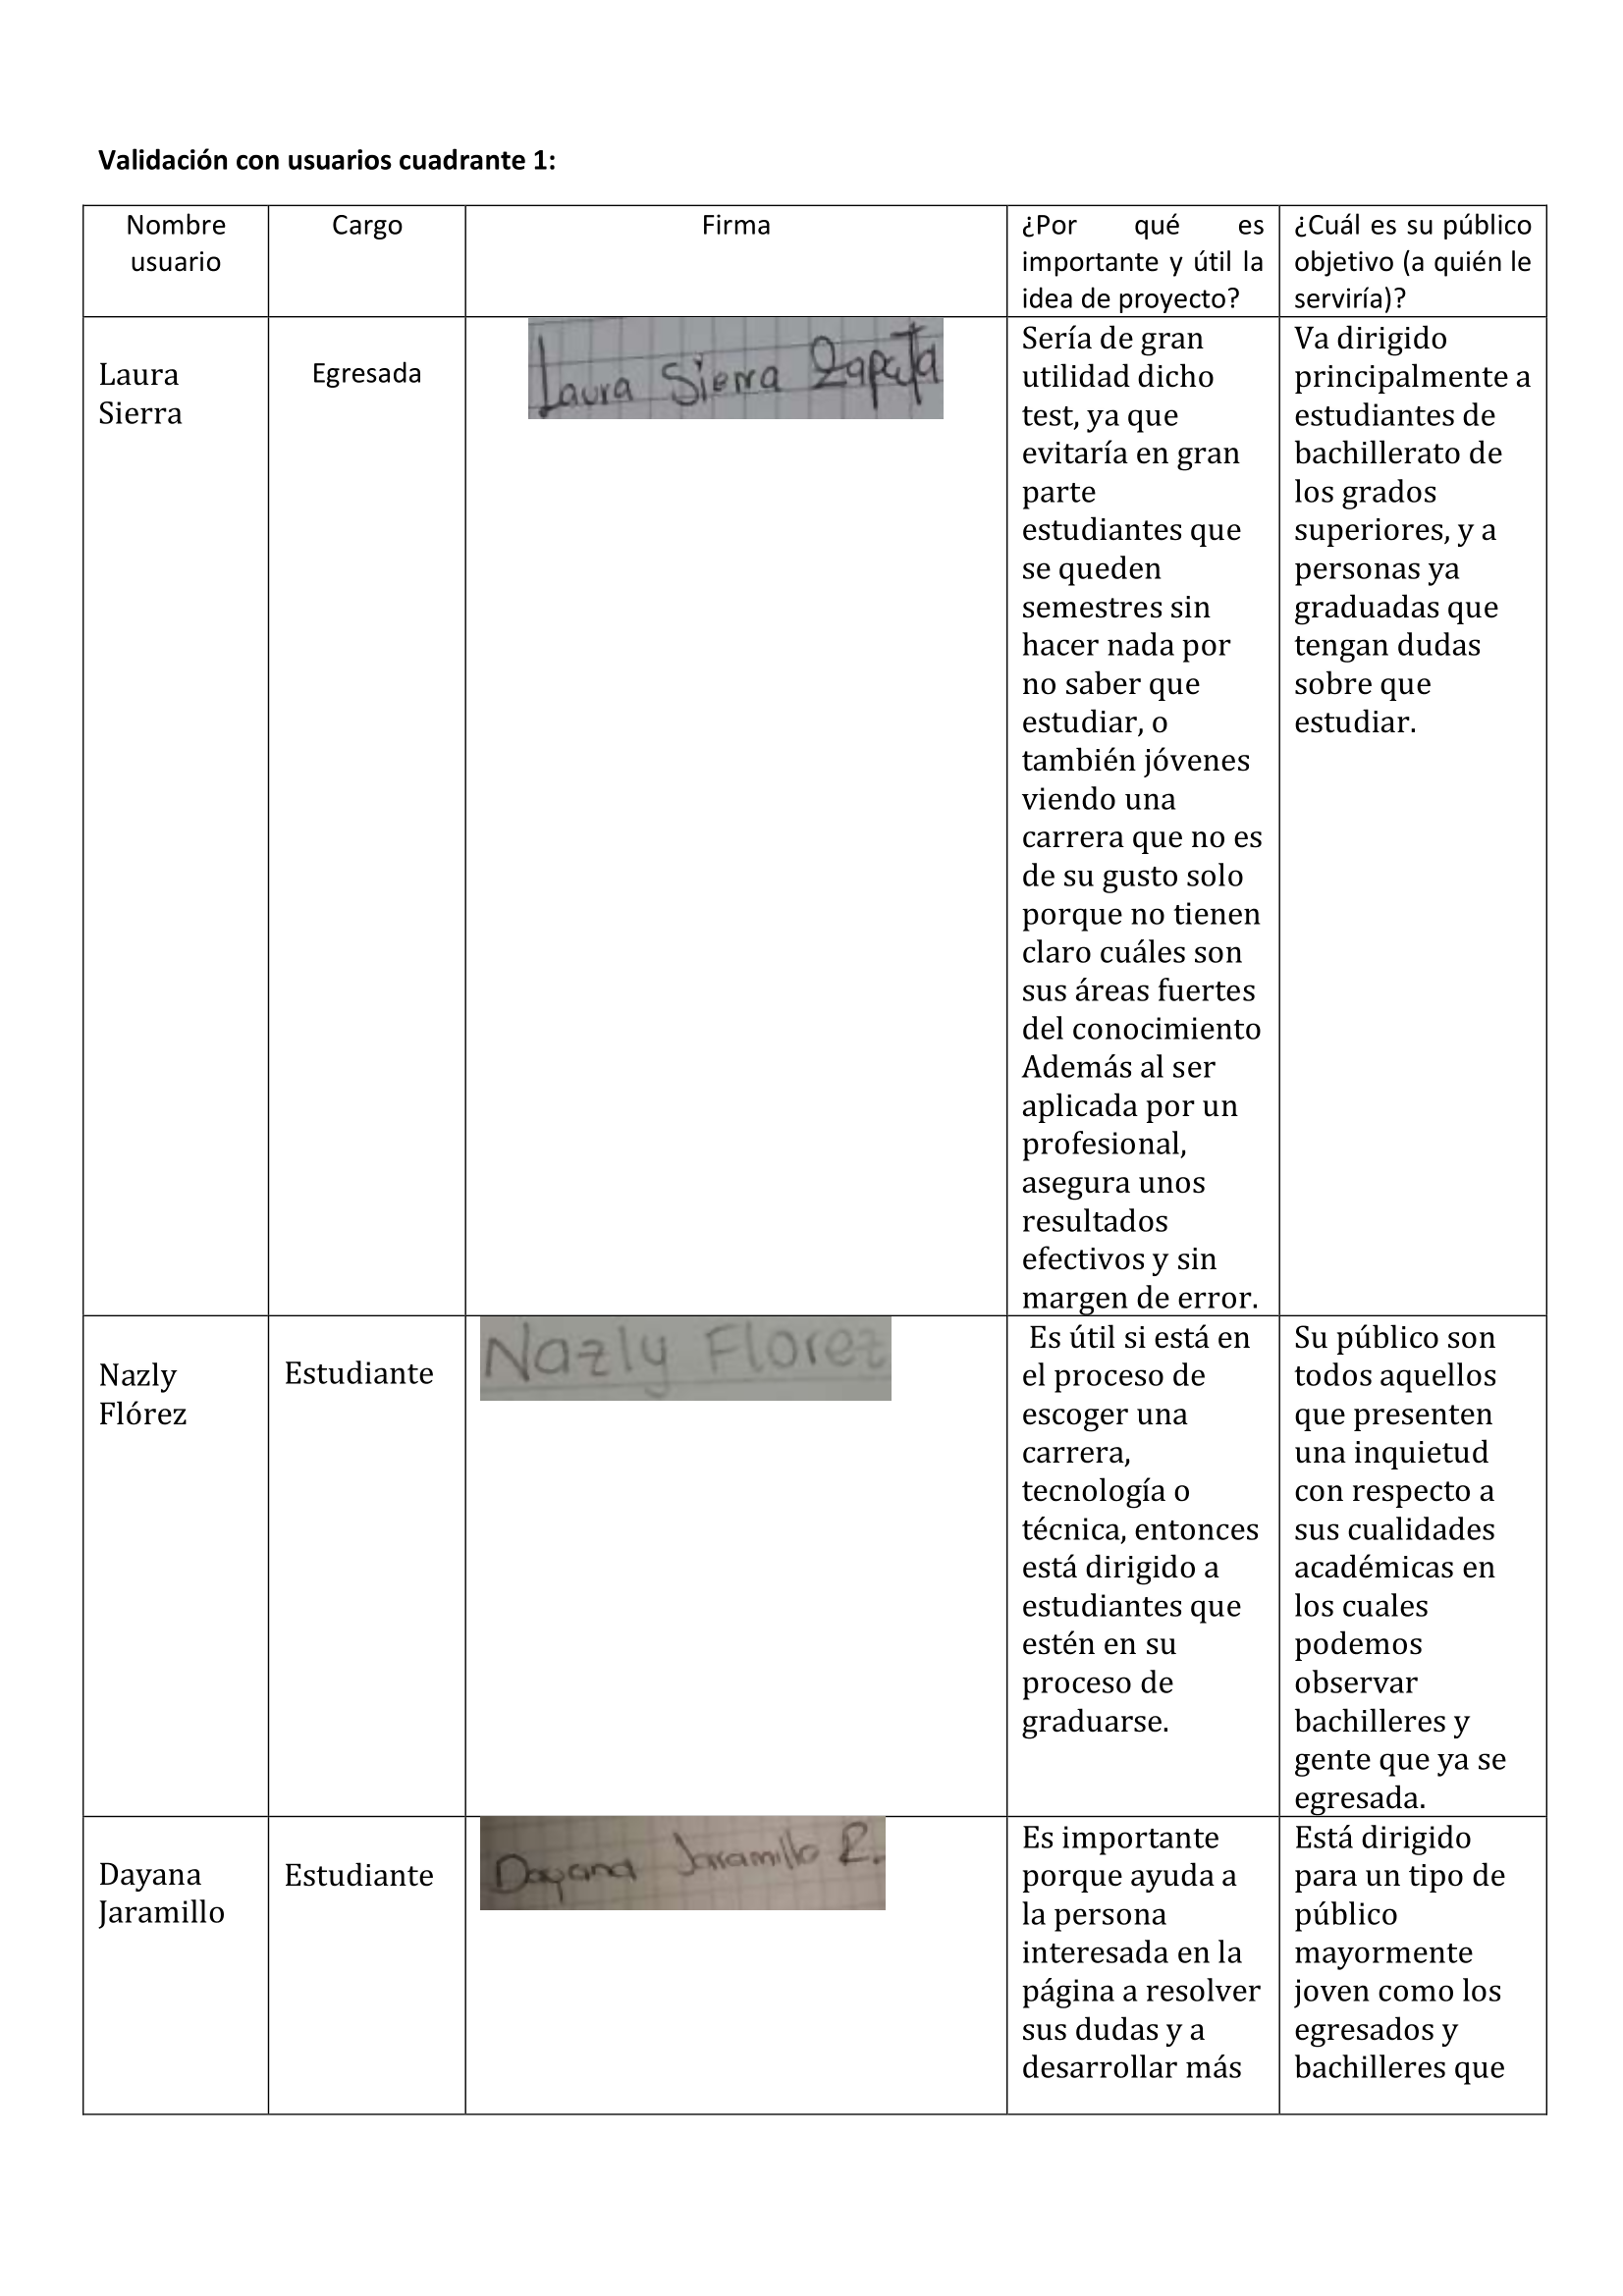 Validación con usuarios cuadrante 1:
Nombre
usuario
Cargo
Firma
¿Por qué es
importante y útil la
idea de proyecto?
¿Cuál es su público
objetivo (a quién le
serviría)?
Laura
Sierra
Egresada
Laura Sierra Zapata
Sería de gran
utilidad dicho
test, ya que
evitaría en gran
parte
estudiantes que
se queden
semestres sin
hacer nada por
no saber que
estudiar, o
también jóvenes
viendo una
carrera que no es
de su gusto solo
porque no tienen
claro cuáles son
sus áreas fuertes
del conocimiento
Además al ser
aplicada por un
profesional,
asegura unos
resultados
efectivos y sin
margen de error.
Va dirigido
principalmente a
estudiantes de
bachillerato de
los grados
superiores, y a
personas ya
graduadas que
tengan dudas
sobre que
estudiar.
Nazly
Flórez
Estudiante
Nazly Florez
Es útil si está en
el proceso de
escoger una
carrera,
tecnología o
técnica, entonces
está dirigido a
estudiantes que
estén en su
proceso de
graduarse.
Su público son
todos aquellos
que presenten
una inquietud
con respecto a
sus cualidades
académicas en
los cuales
podemos
observar
bachilleres y
gente que ya se
egresada.
Dayana
Jaramillo
Estudiante
Dayana Jaramillo R.
Es importante
porque ayuda a
la persona
interesada en la
página a resolver
sus dudas y a
desarrollar más
Está dirigido
para un tipo de
público
mayormente
joven como los
egresados y
bachilleres que